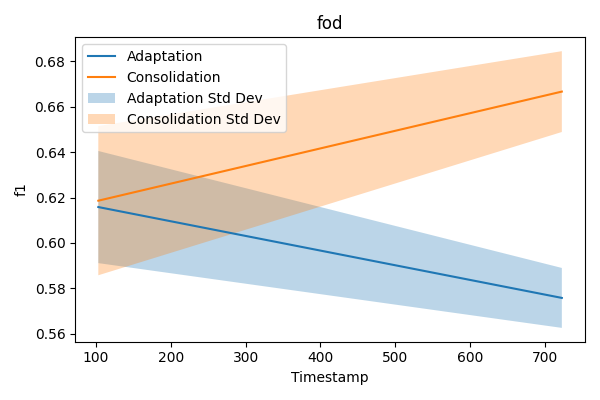 fod
Adaptation
Consolidation
Adaptation Std Dev
Consolidation Std Dev
f1
0.68
0.66
0.64
0.62
0.60
0.58
0.56
100 200 300 400 500 600 700
Timestamp